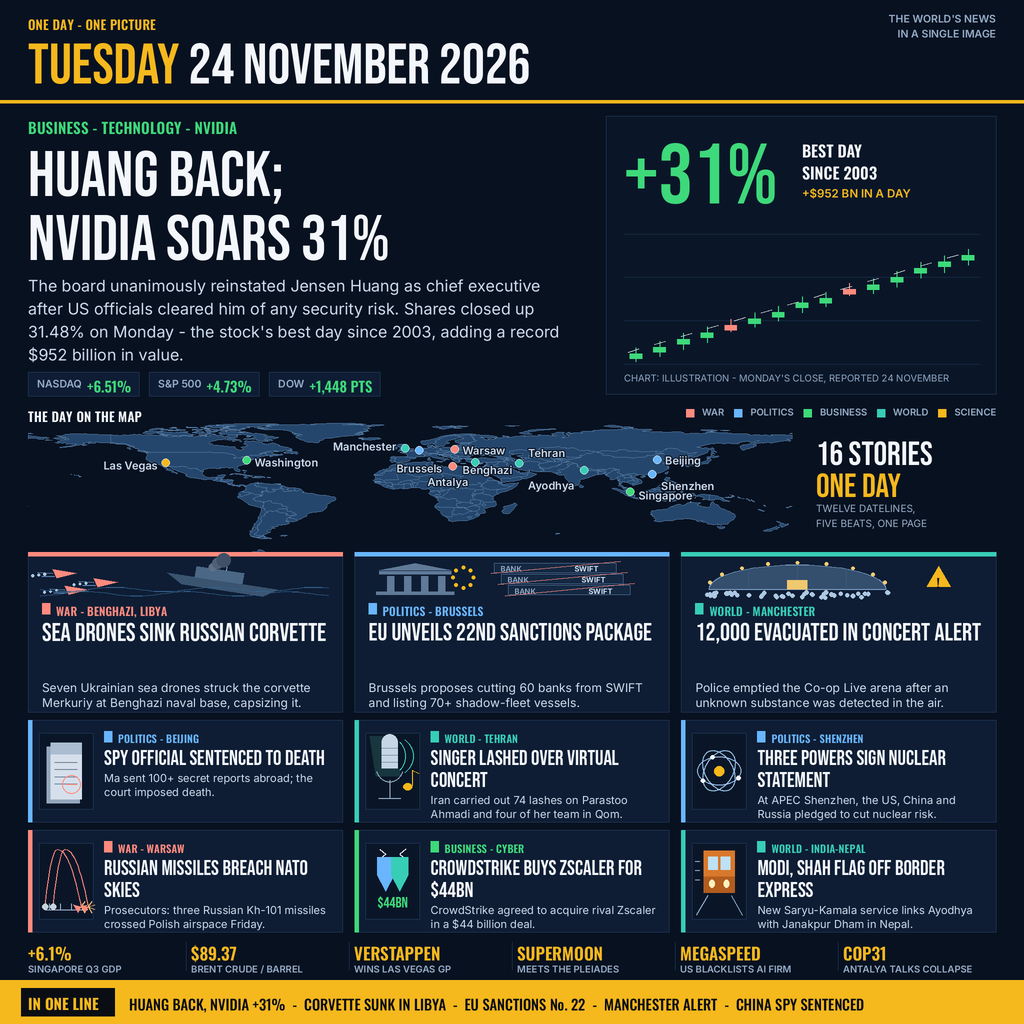 ONE DAY - ONE PICTURE
TUESDAY 24 NOVEMBER 2026
THE WORLD'S NEWS
IN A SINGLE IMAGE
BUSINESS - TECHNOLOGY - NVIDIA
HUANG BACK;
NVIDIA SOARS 31%
The board unanimously reinstated Jensen Huang as chief executive
after US officials cleared him of any security risk. Shares closed up
31.48% on Monday - the stock's best day since 2003, adding a record
$952 billion in value.
NASDAQ +6.51%
S&P 500 +4.73%
DOW +1,448 PTS
+31%
BEST DAY
SINCE 2003
+$952 BN IN A DAY
CHART: ILLUSTRATION - MONDAY'S CLOSE, REPORTED 24 NOVEMBER
THE DAY ON THE MAP
WAR
POLITICS
BUSINESS
WORLD
SCIENCE
Las Vegas
Washington
Manchester
Brussels
Warsaw
Antalya
Benghazi
Tehran
Ayodhya
Beijing
Shenzhen
Singapore
16 STORIES
ONE DAY
TWELVE DATELINES,
FIVE BEATS, ONE PAGE
WAR - BENGHAZI, LIBYA
SEA DRONES SINK RUSSIAN CORVETTE
Seven Ukrainian sea drones struck the corvette
Merkuriy at Benghazi naval base, capsizing it.
BANK SWIFT
BANK SWIFT
BANK SWIFT
POLITICS - BRUSSELS
EU UNVEILS 22ND SANCTIONS PACKAGE
Brussels proposes cutting 60 banks from SWIFT
and listing 70+ shadow-fleet vessels.
!
WORLD - MANCHESTER
12,000 EVACUATED IN CONCERT ALERT
Police emptied the Co-op Live arena after an
unknown substance was detected in the air.
POLITICS - BEIJING
SPY OFFICIAL SENTENCED TO DEATH
Ma sent 100+ secret reports abroad; the
court imposed death.
WORLD - TEHRAN
SINGER LASHED OVER VIRTUAL
CONCERT
Iran carried out 74 lashes on Parastoo
Ahmadi and four of her team in Qom.
POLITICS - SHENZHEN
THREE POWERS SIGN NUCLEAR
STATEMENT
At APEC Shenzhen, the US, China and
Russia pledged to cut nuclear risk.
WAR - WARSAW
RUSSIAN MISSILES BREACH NATO
SKIES
Prosecutors: three Russian Kh-101 missiles
crossed Polish airspace Friday.
$44BN
BUSINESS - CYBER
CROWDSTRIKE BUYS ZSCALER FOR
$44BN
CrowdStrike agreed to acquire rival Zscaler
in a $44 billion deal.
WORLD - INDIA-NEPAL
MODI, SHAH FLAG OFF BORDER
EXPRESS
New Saryu-Kamala service links Ayodhya
with Janakpur Dham in Nepal.
+6.1%
SINGAPORE Q3 GDP
$89.37
BRENT CRUDE / BARREL
VERSTAPPEN
WINS LAS VEGAS GP
SUPERMOON
MEETS THE PLEIADES
MEGASPEED
US BLACKLISTS AI FIRM
COP31
ANTALYA TALKS COLLAPSE
IN ONE LINE
HUANG BACK, NVIDIA +31% - CORVETTE SUNK IN LIBYA - EU SANCTIONS No. 22 - MANCHESTER ALERT - CHINA SPY SENTENCED